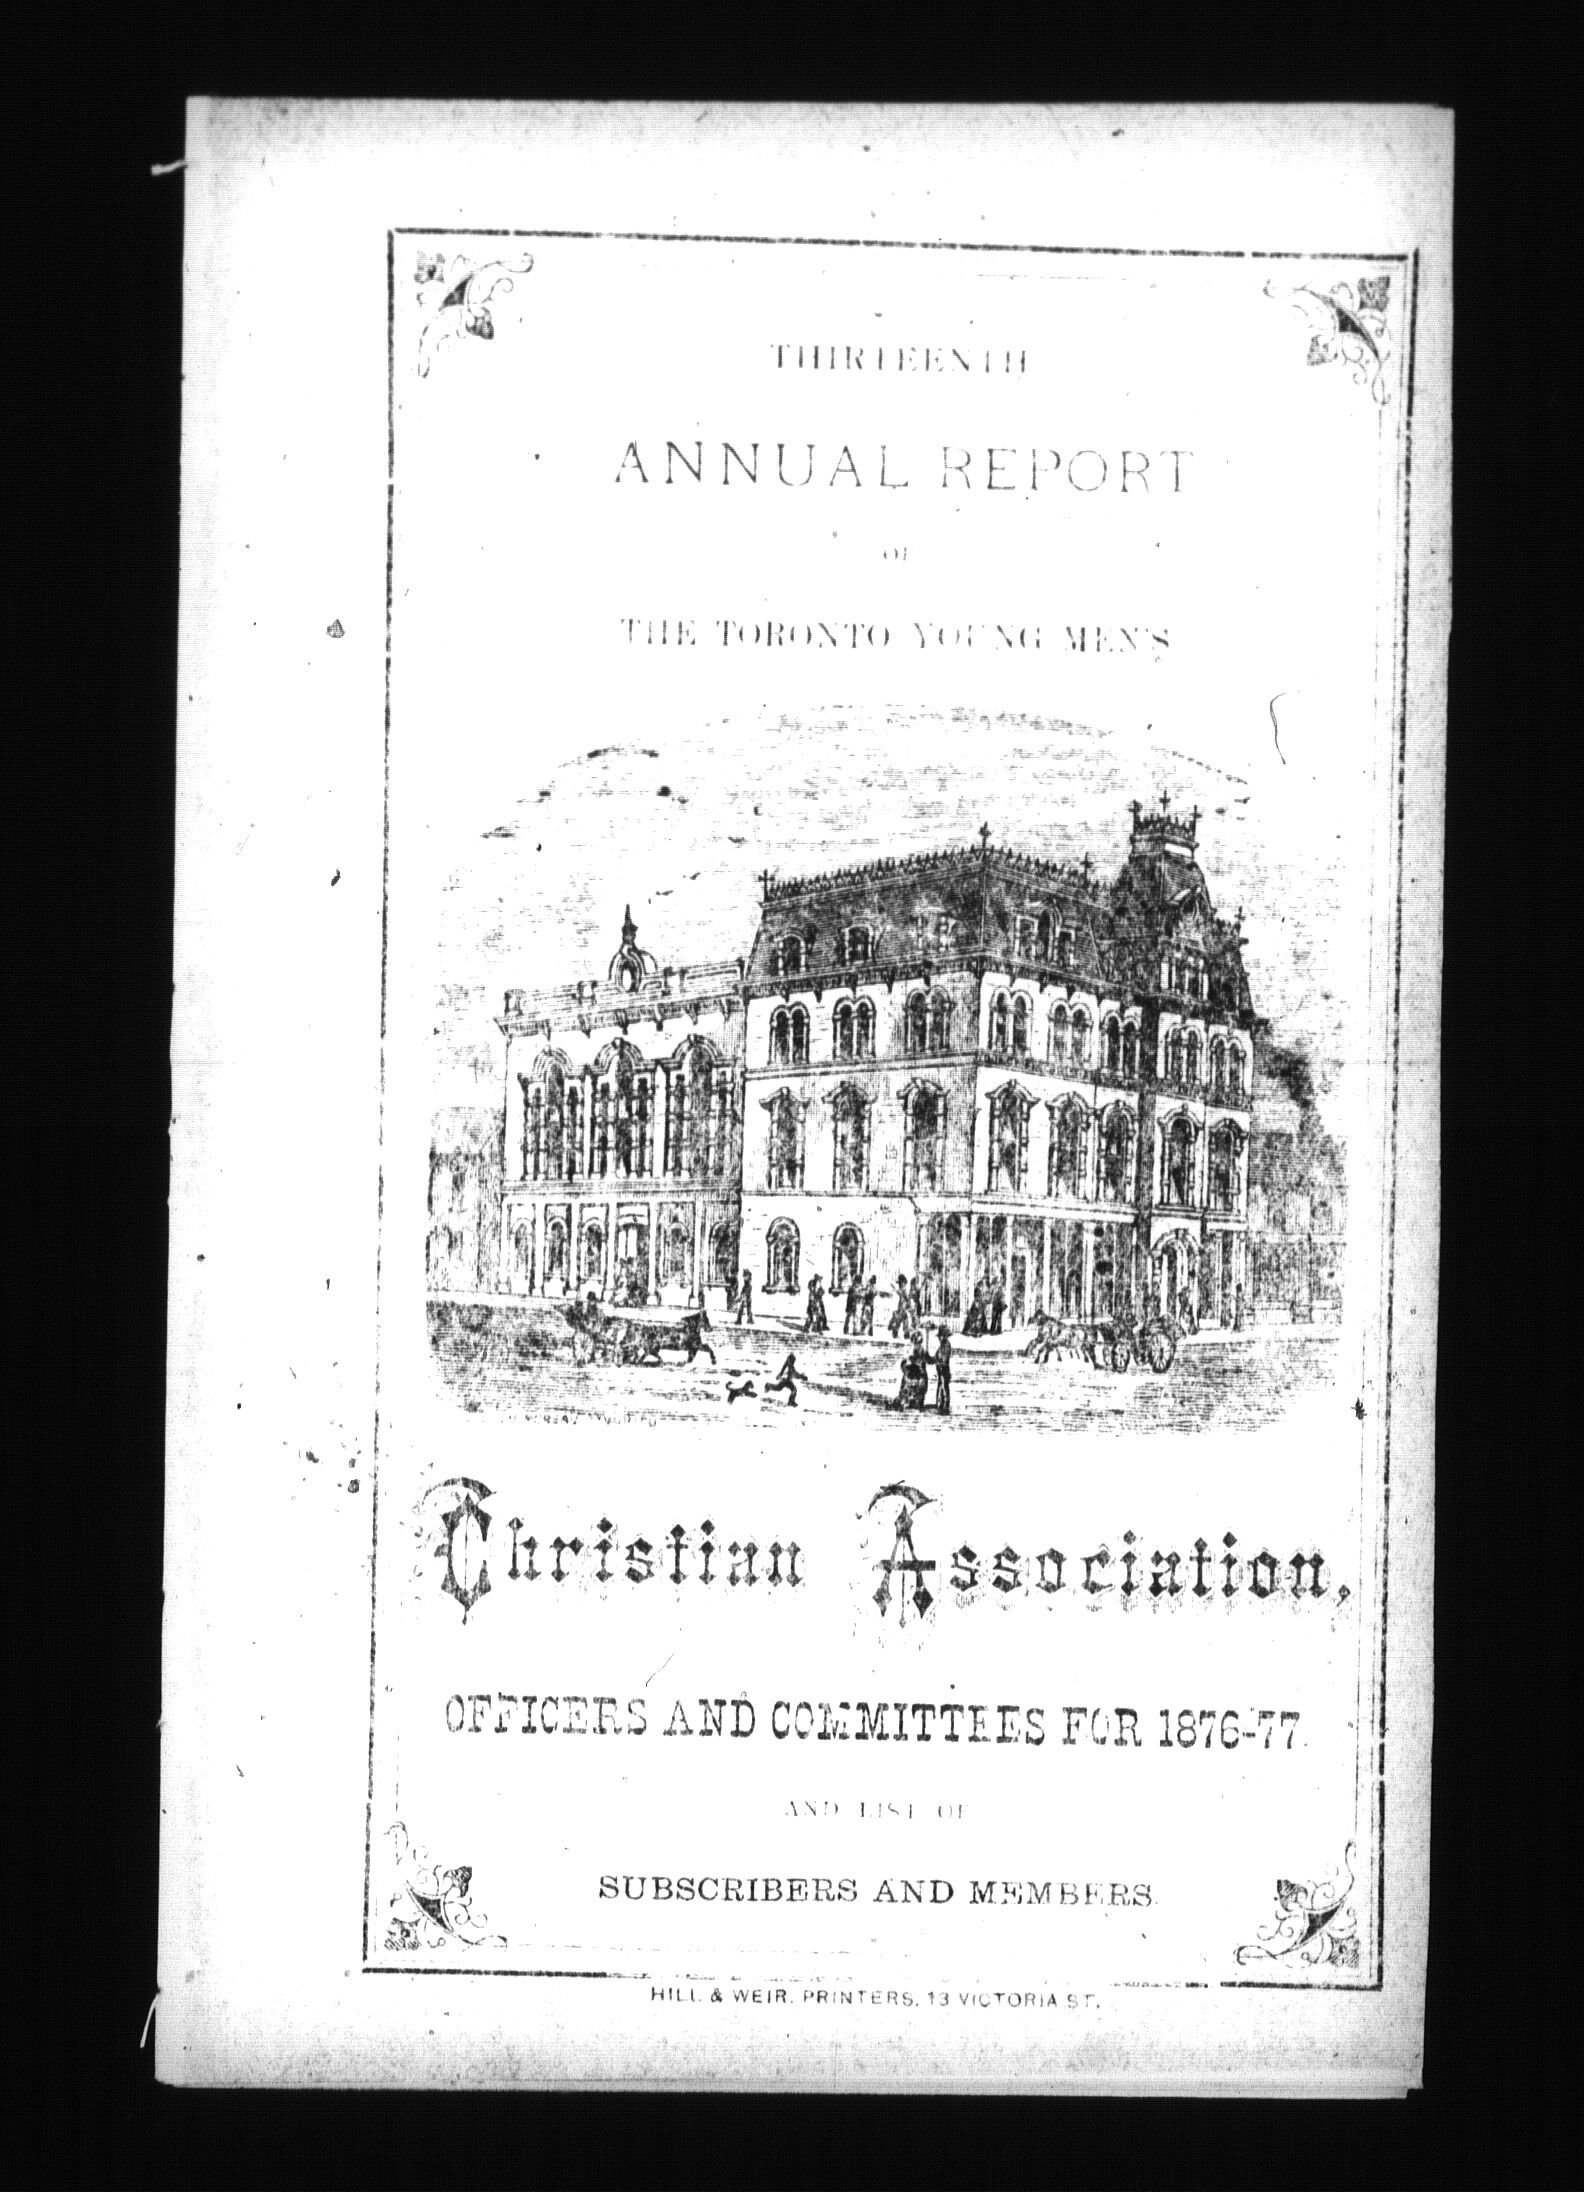 THIRTEENTH
ANNUAL REPORT
OF
THE TORONTO YOUNG MEN'S
Christian Association,
OFFICERS AND COMMITTEES FOR 1876-77.
AND LIST OF
SUBSCRIBERS AND MEMBERS.
HILL & WEIR, PRINTERS, 13 VICTORIA ST.